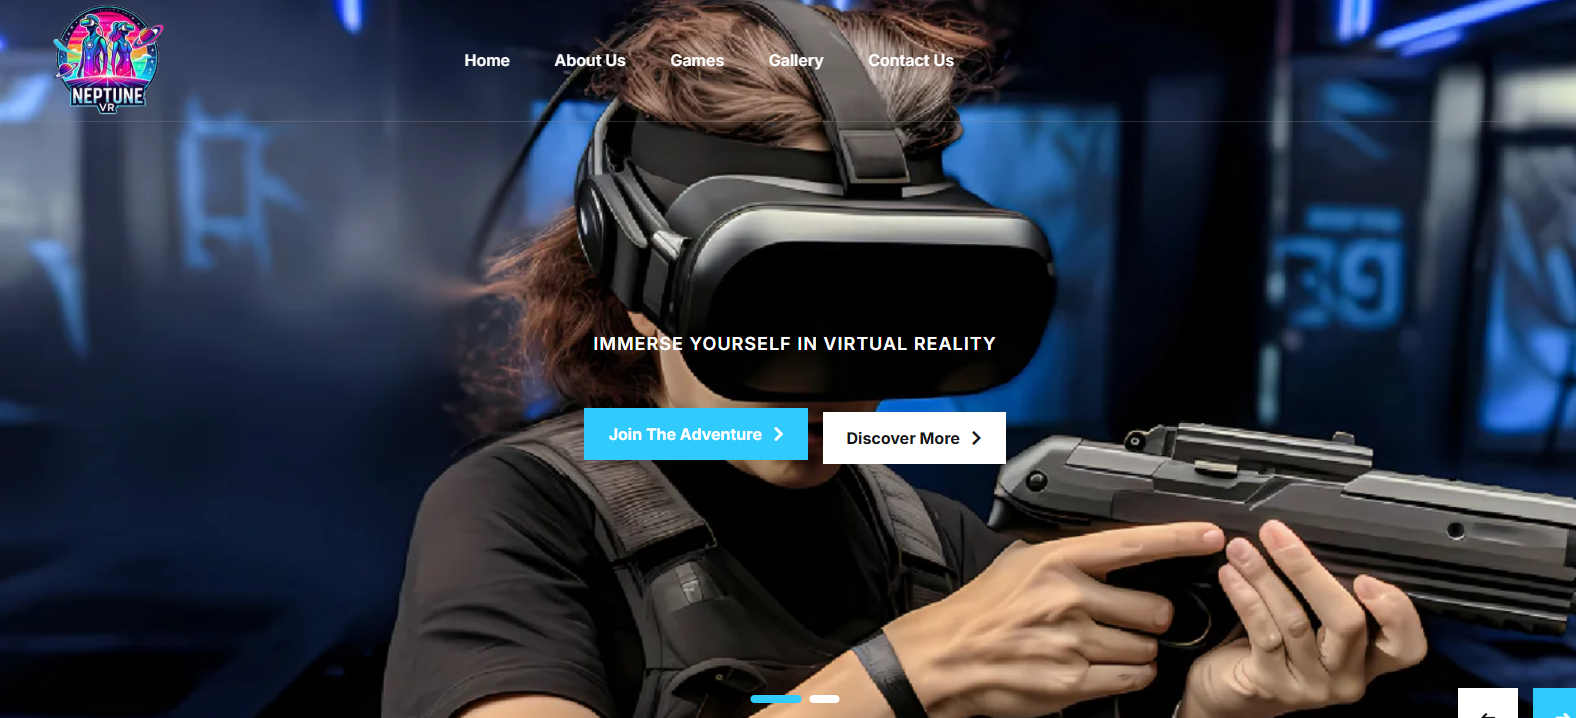 NEPTUNE
VR
Home About Us Games Gallery Contact Us
39
IMMERSE YOURSELF IN VIRTUAL REALITY
Join The Adventure Discover More